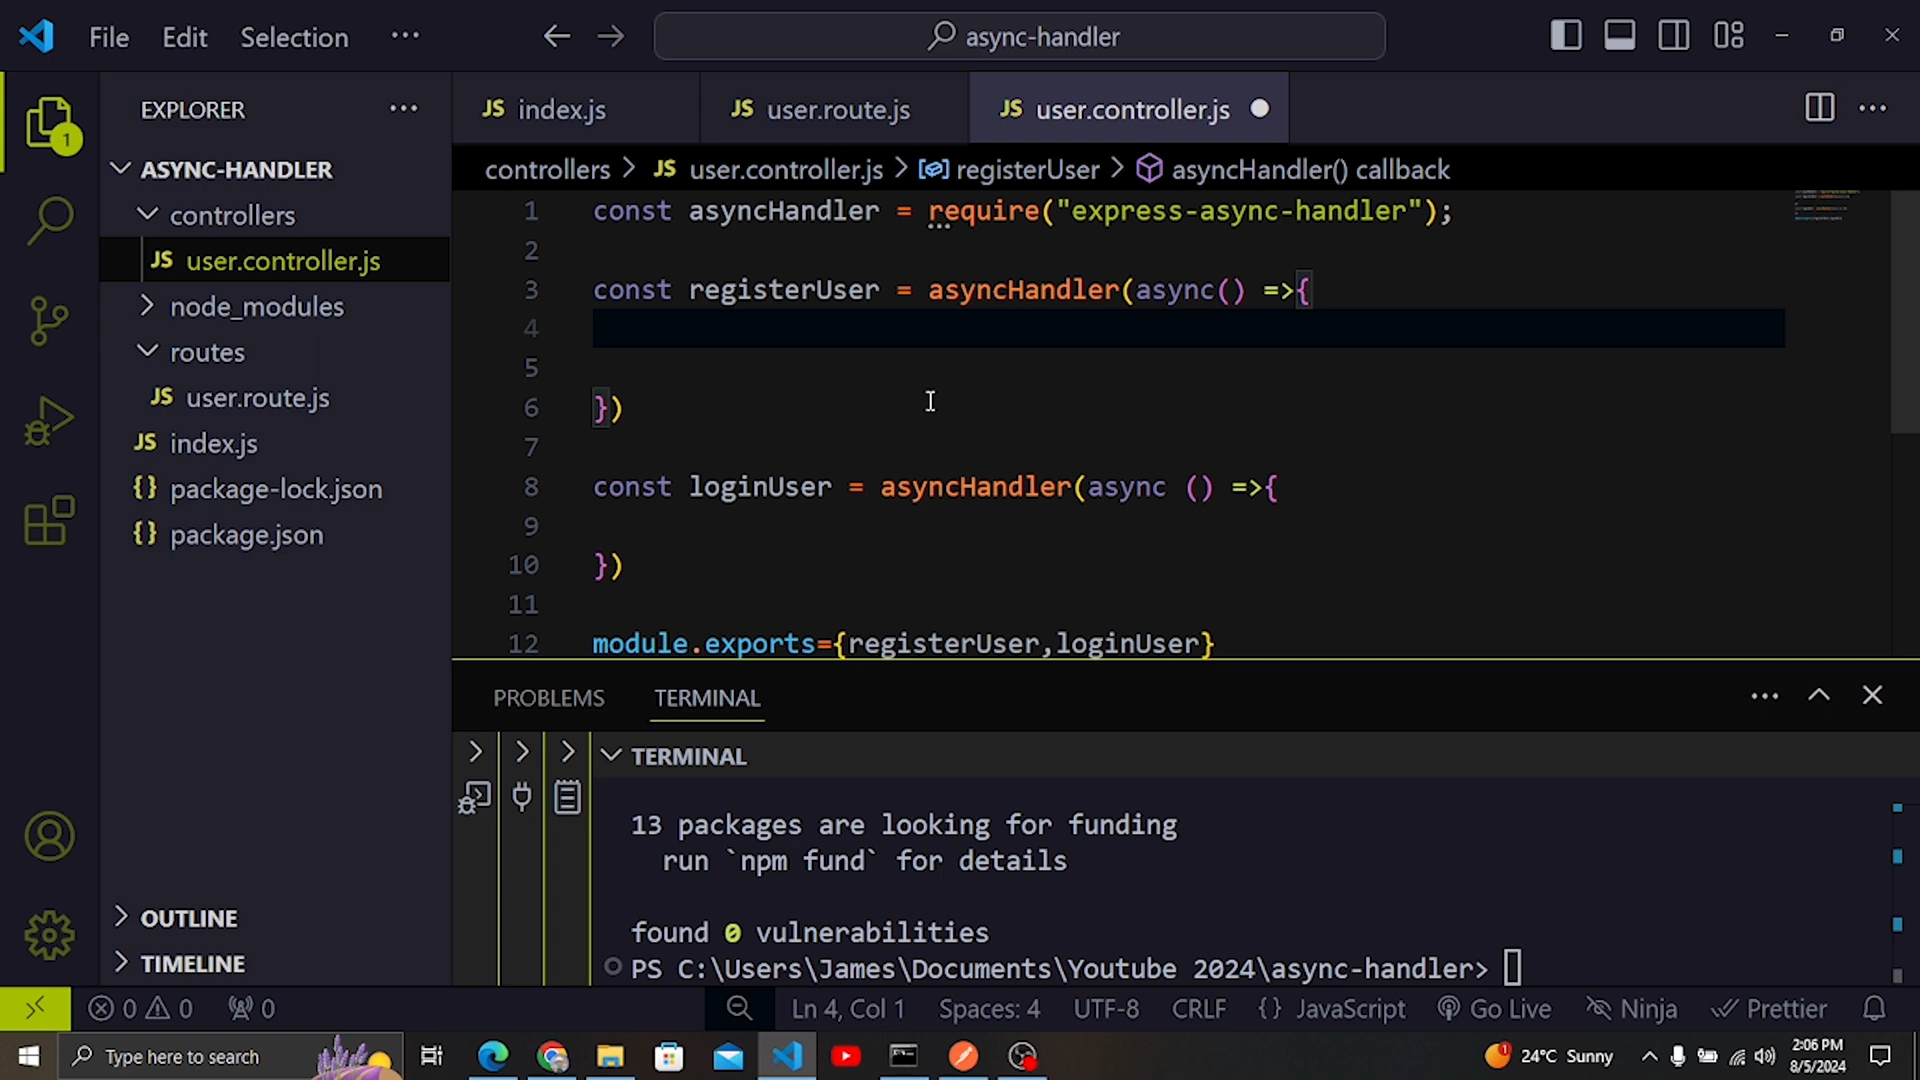 File Edit Selection ···
async-handler
EXPLORER ···
index.js
user.route.js
user.controller.js
ASYNC-HANDLER
controllers
user.controller.js
node_modules
routes
user.route.js
index.js
package-lock.json
package.json
OUTLINE
TIMELINE
1
controllers > JS user.controller.js > registerUser > asyncHandler() callback
1 const asyncHandler = require("express-async-handler");
2
3 const registerUser = asyncHandler(async() =>{
4
5
6 })
7
8 const loginUser = asyncHandler(async () =>{
9
10 })
11
12 module.exports={registerUser,loginUser}
PROBLEMS TERMINAL
TERMINAL
13 packages are looking for funding
run `npm fund` for details
found 0 vulnerabilities
PS C:\Users\James\Documents\Youtube 2024\async-handler>
0 0 0 Ln 4, Col 1 Spaces: 4 UTF-8 CRLF {} JavaScript Go Live Ninja Prettier
Type here to search
1 24°C Sunny
2:06 PM
8/5/2024